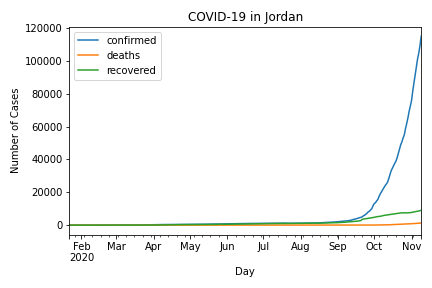 COVID-19 in Jordan
confirmed
deaths
recovered
120000
100000
80000
60000
40000
20000
0
Number of Cases
Feb Mar Apr May Jun Jul Aug Sep Oct Nov
2020
Day